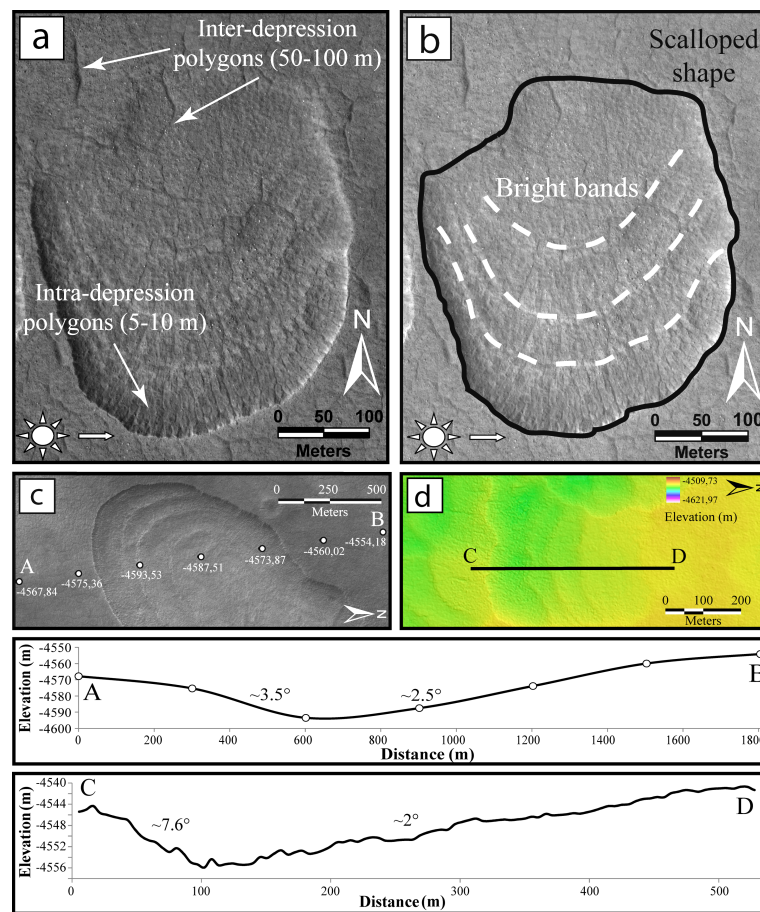 a
Inter-depression
polygons (50-100 m)
Intra-depression
polygons (5-10 m)
N
0 50 100
Meters
b
Scalloped
shape
Bright bands
N
0 50 100
Meters
c
0 250 500
Meters
B
A
-4567,84
-4575,36
-4593,53
-4587,51
-4573,87
-4560,02
-4554,18
N
d
-4509,73
-4621,97
Elevation (m)
N
C D
0 100 200
Meters
Elevation (m)
-4550
-4560
-4570
-4580
-4590
-4600
A
~3.5°
~2.5°
B
0 200 400 600 800 1000 1200 1400 1600 1800
Distance (m)
Elevation (m)
-4540
-4544
-4548
-4552
-4556
C
~7.6°
~2°
D
0 100 200 300 400 500
Distance (m)